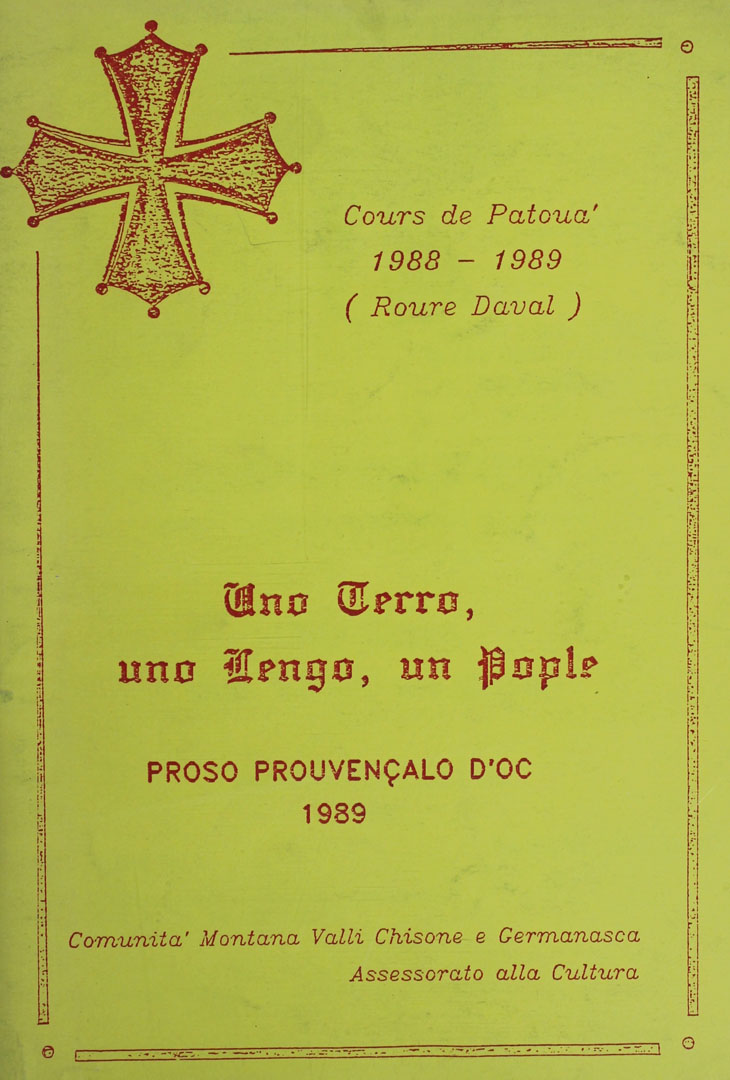 Cours de Patoua'
1988 - 1989
( Roure Daval )
Uno Terro,
uno Lengo, un Pople
PROSO PROUVENÇALO D'OC
1989
Comunita' Montana Valli Chisone e Germanasca
Assessorato alla Cultura